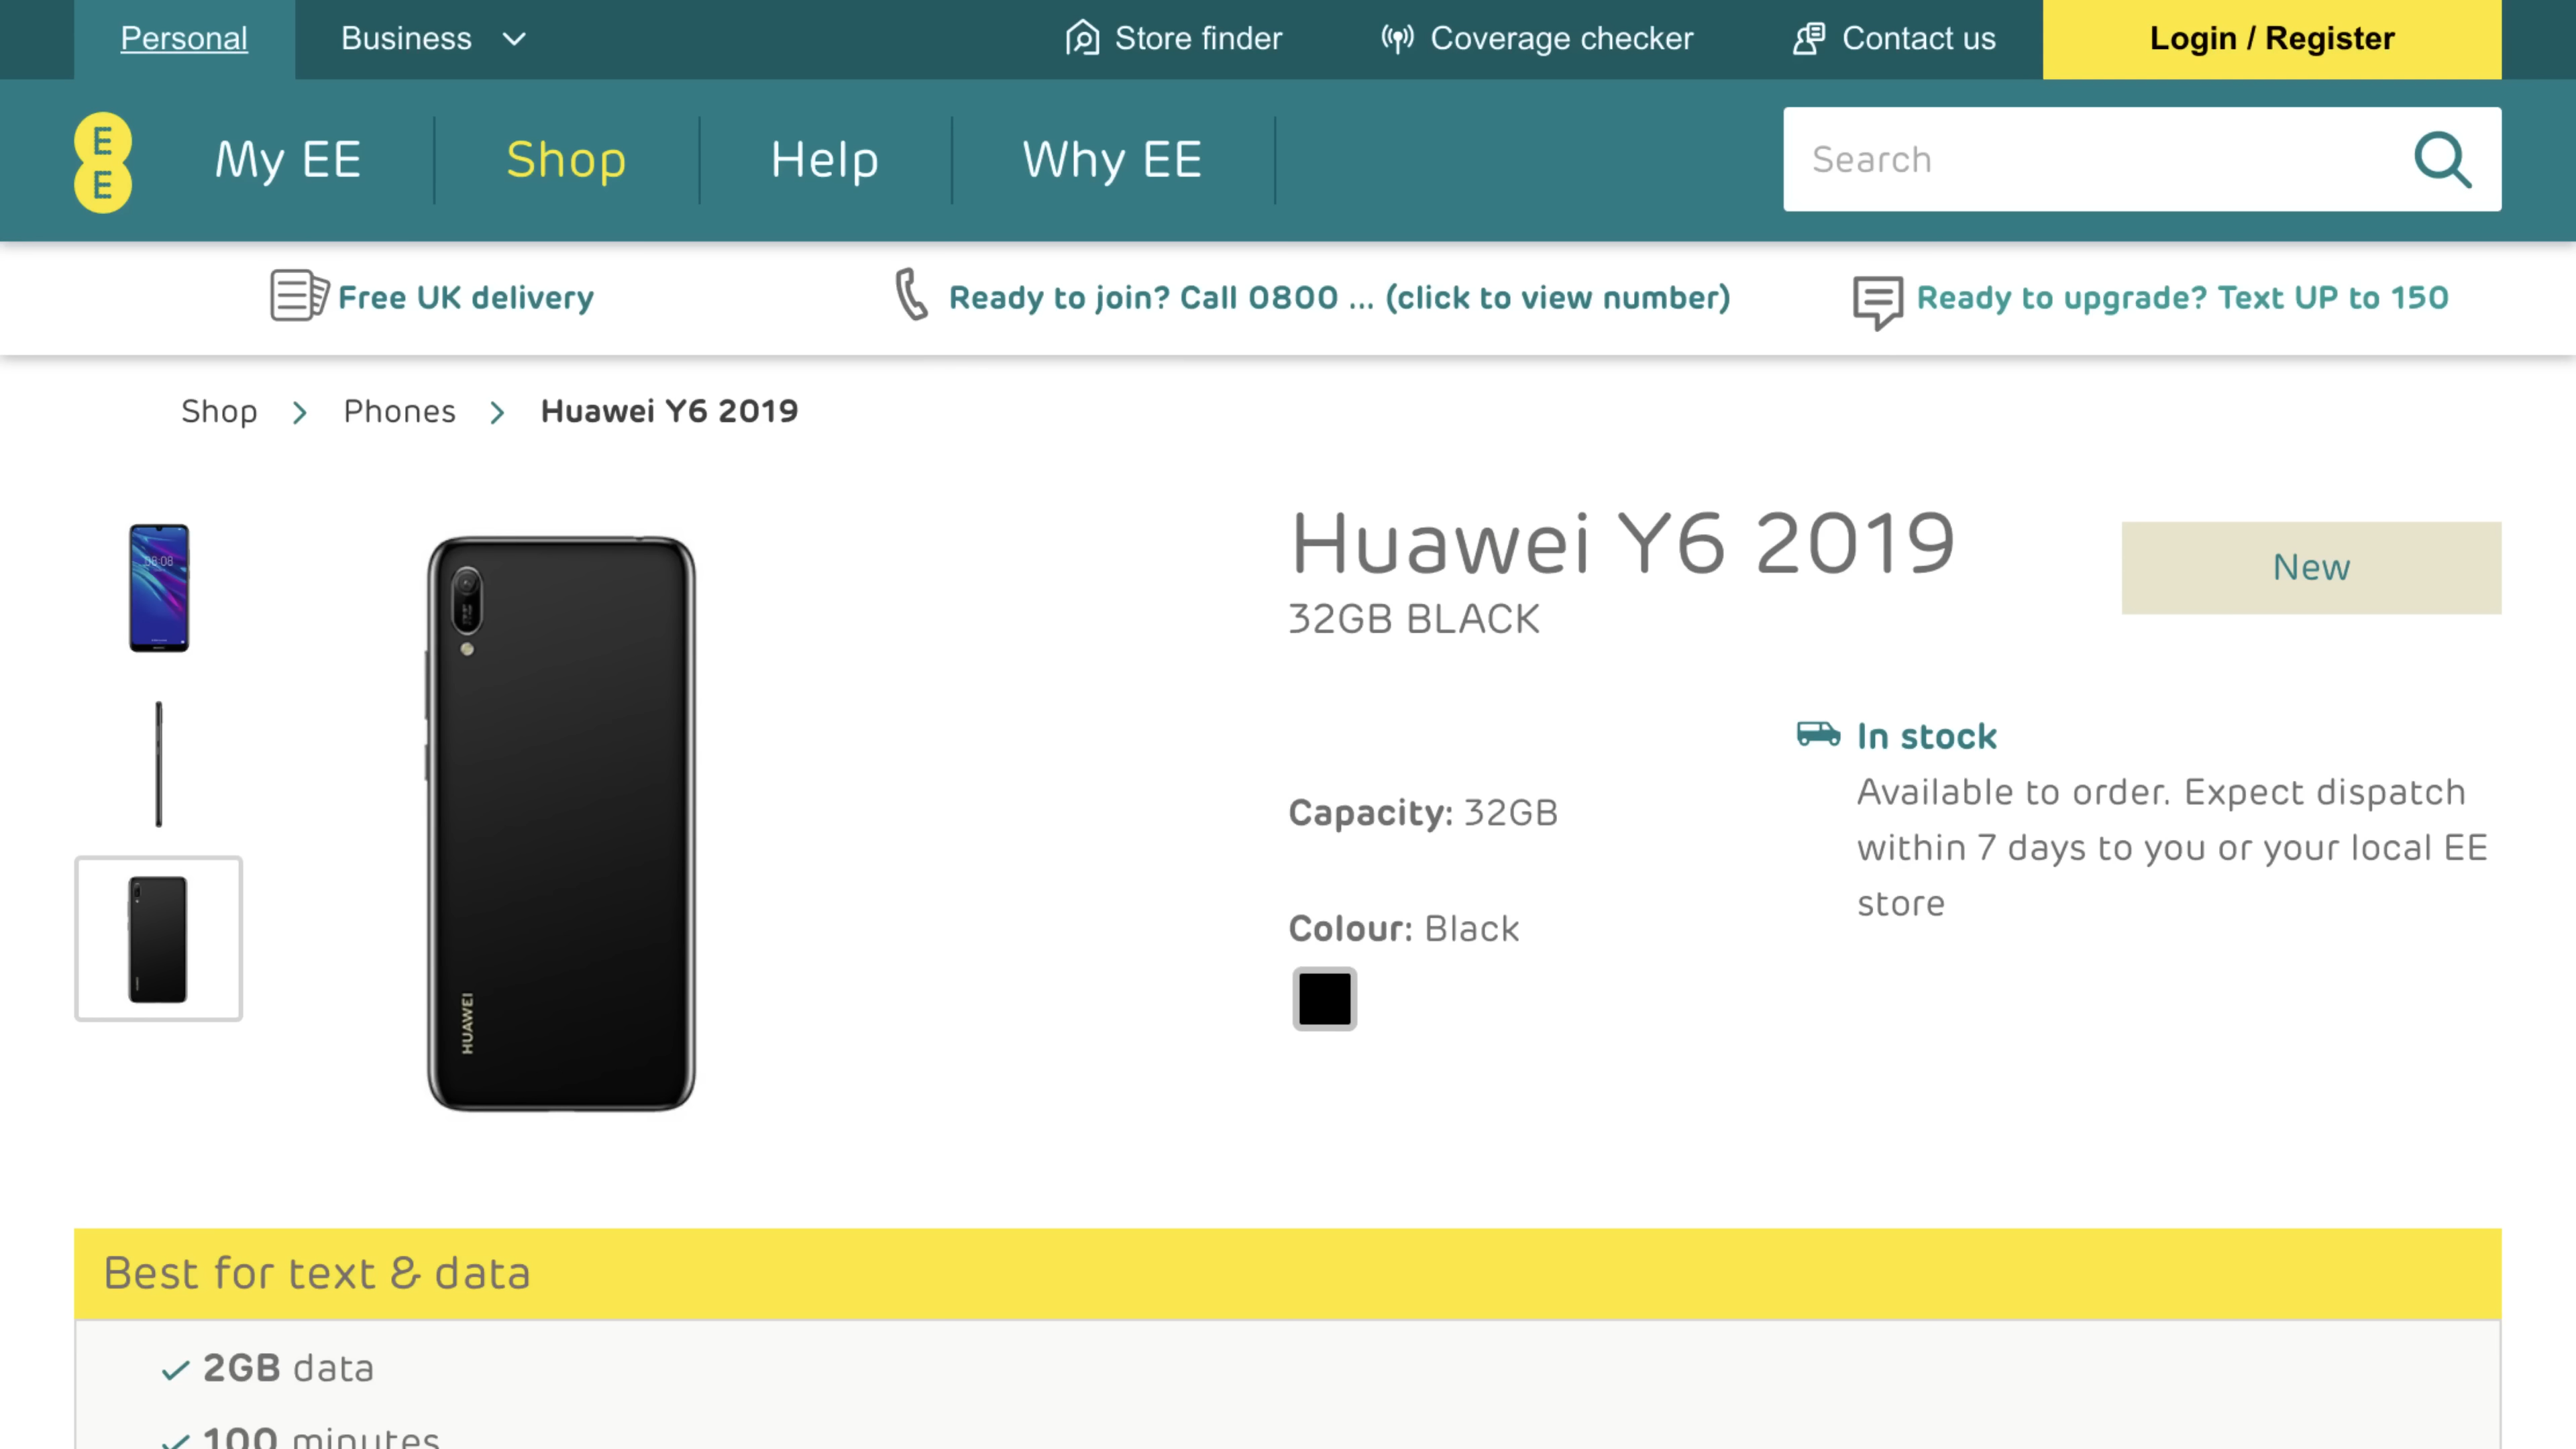 Personal
Business
Store finder
Coverage checker
Contact us
Login / Register
E
E
My EE
Shop
Help
Why EE
Search
Free UK delivery
Ready to join? Call 0800 ... (click to view number)
Ready to upgrade? Text UP to 150
Shop
Phones
Huawei Y6 2019
Huawei Y6 2019
New
32GB BLACK
08:08
In stock
Available to order. Expect dispatch
within 7 days to you or your local EE
store
Capacity: 32GB
Colour: Black
HUAWEI
Best for text & data
2GB data
100 minutes